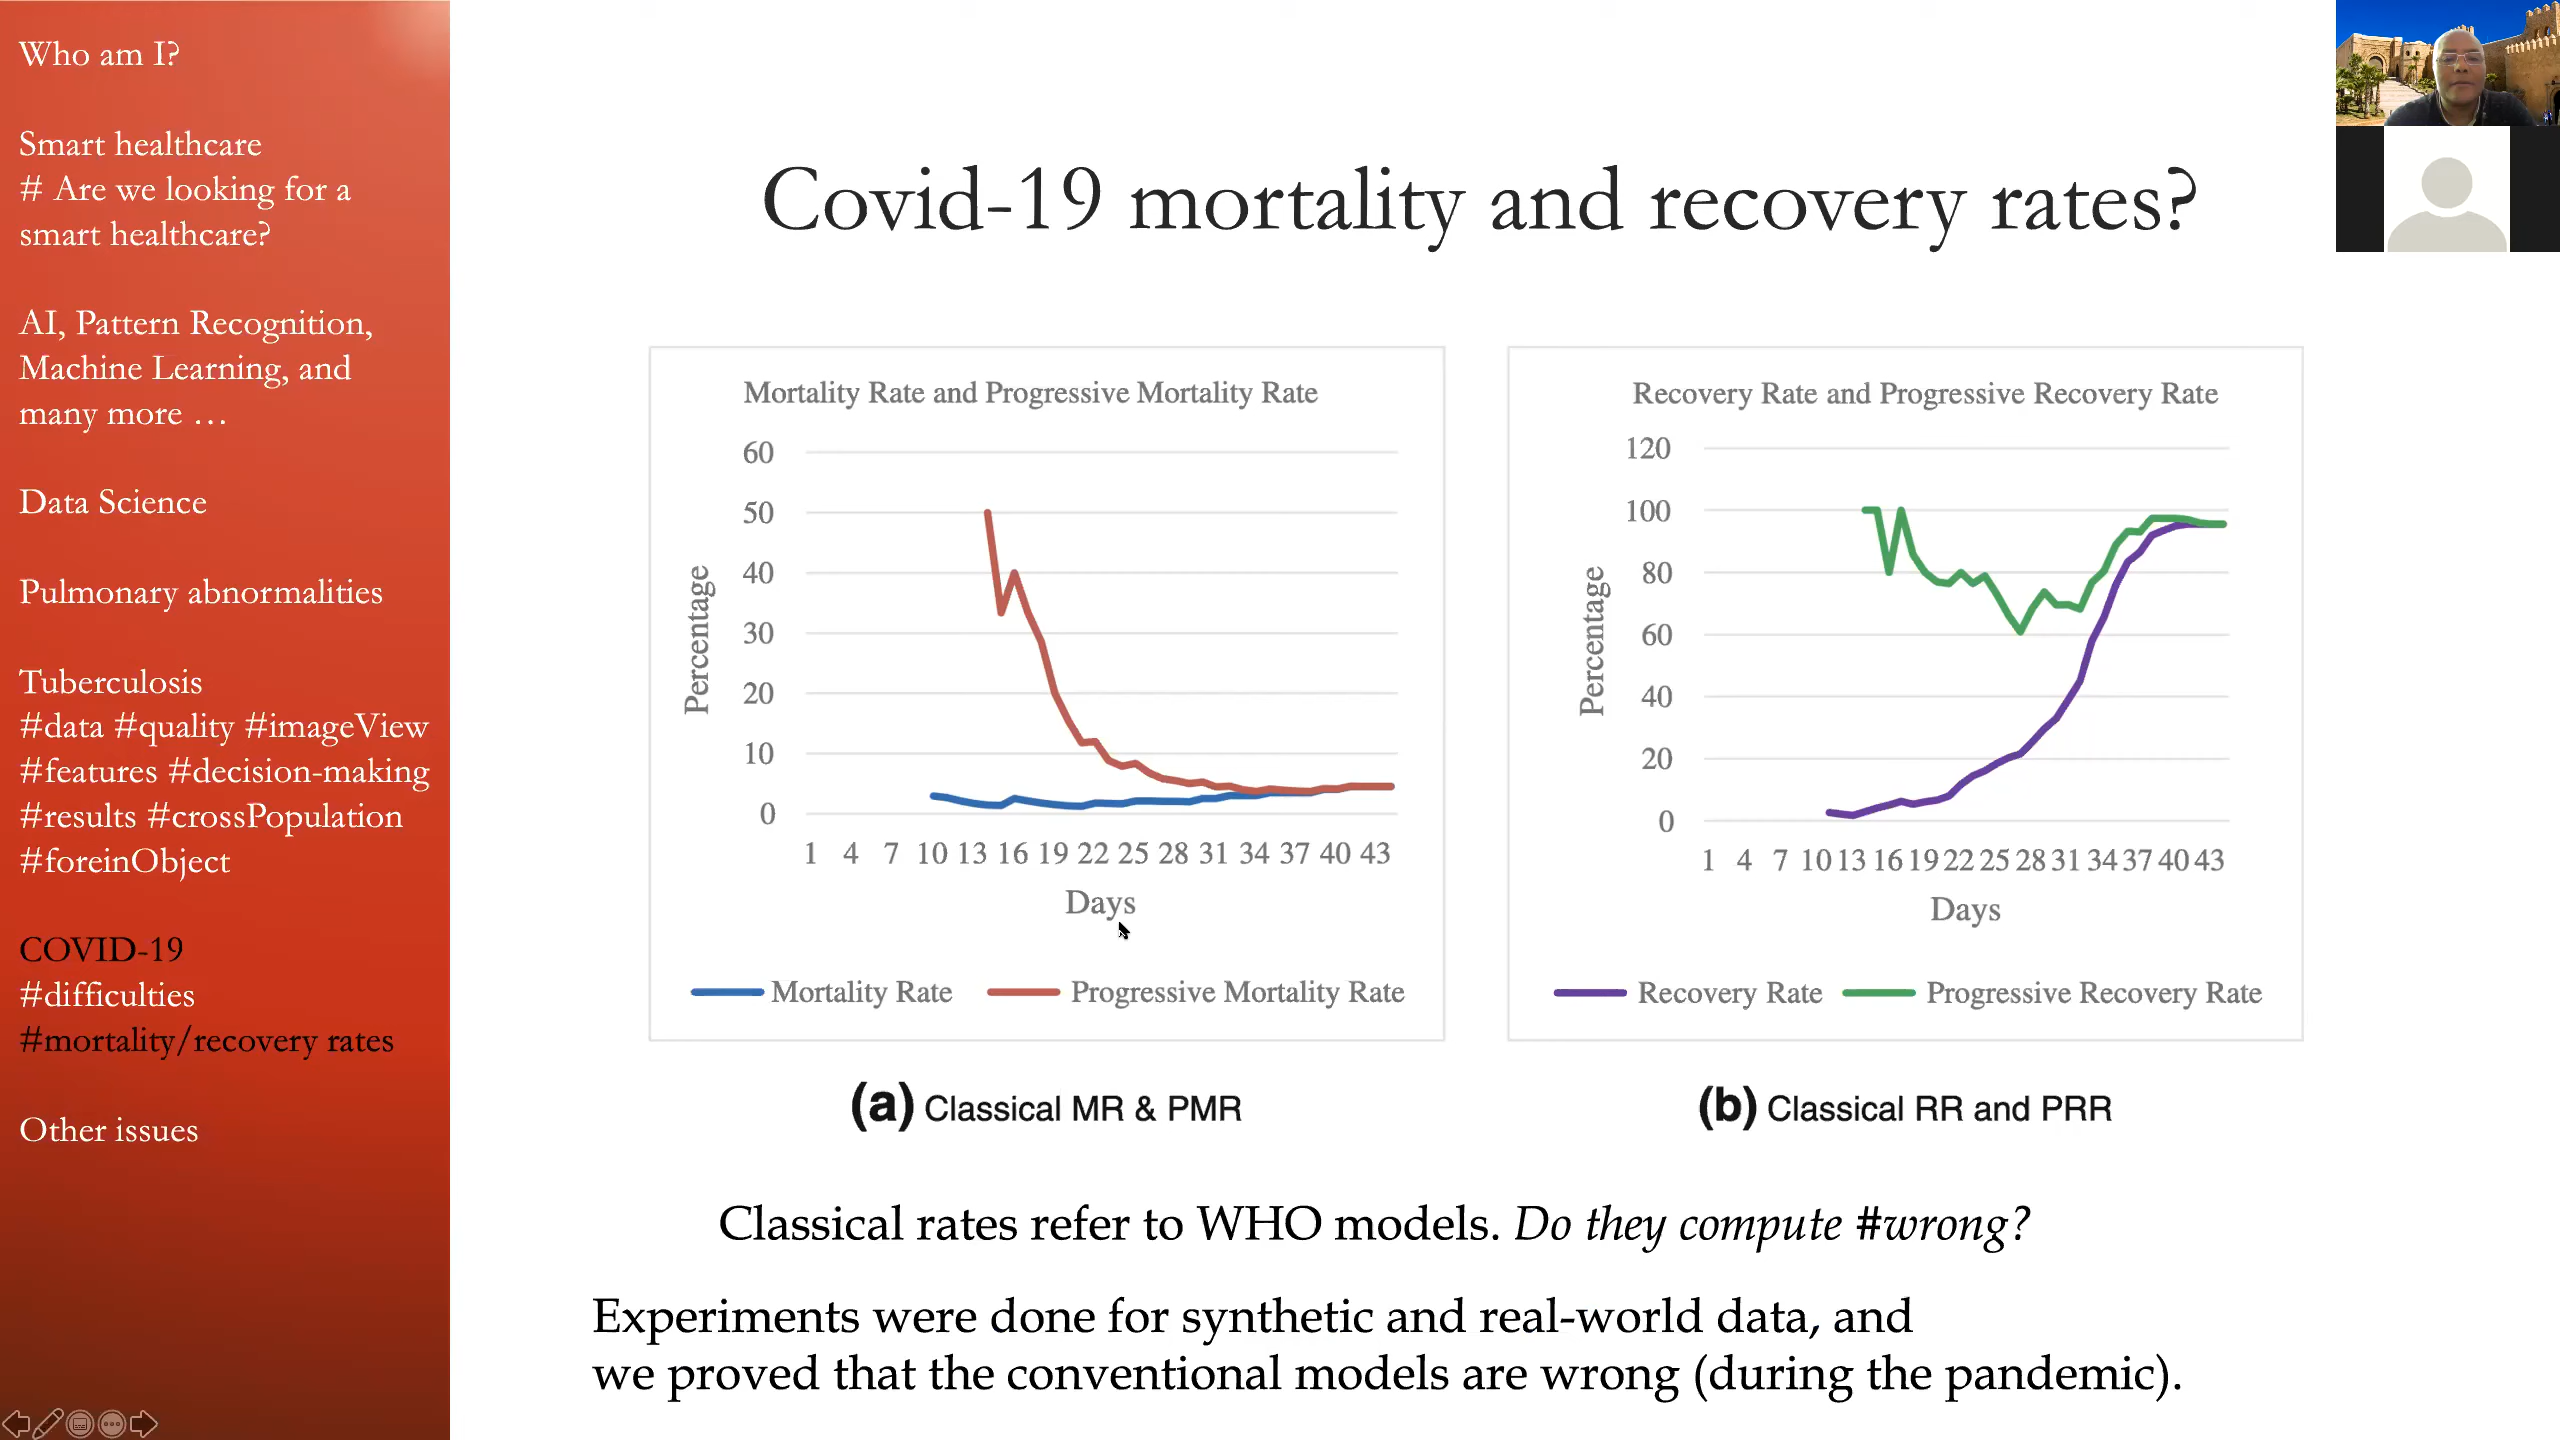 Who am I?
Smart healthcare
# Are we looking for a
smart healthcare?
AI, Pattern Recognition,
Machine Learning, and
many more …
Data Science
Pulmonary abnormalities
Tuberculosis
#data #quality #imageView
#features #decision-making
#results #crossPopulation
#foreinObject
COVID-19
#difficulties
#mortality/recovery rates
Other issues
Covid-19 mortality and recovery rates?
Mortality Rate and Progressive Mortality Rate
60
50
40
30
20
10
0
Percentage
1 4 7 10 13 16 19 22 25 28 31 34 37 40 43
Days
Mortality Rate Progressive Mortality Rate
(a) Classical MR & PMR
Recovery Rate and Progressive Recovery Rate
120
100
80
60
40
20
0
Percentage
1 4 7 10 13 16 19 22 25 28 31 34 37 40 43
Days
Recovery Rate Progressive Recovery Rate
(b) Classical RR and PRR
Classical rates refer to WHO models. Do they compute #wrong?
Experiments were done for synthetic and real-world data, and
we proved that the conventional models are wrong (during the pandemic).